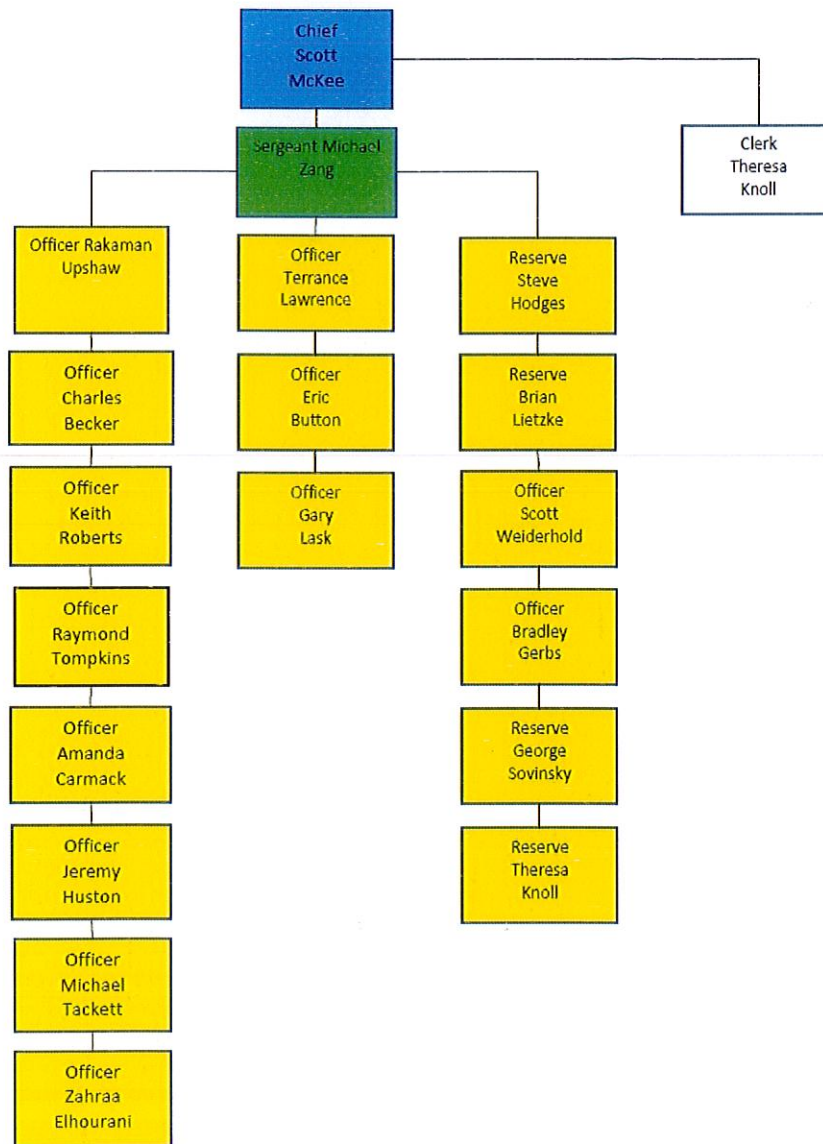 Chief
Scott
McKee
Sergeant Michael
Zang
Clerk
Theresa
Knoll
Officer Rakaman
Upshaw
Officer
Charles
Becker
Officer
Keith
Roberts
Officer
Raymond
Tompkins
Officer
Amanda
Carmack
Officer
Jeremy
Huston
Officer
Michael
Tackett
Officer
Zahraa
Elhourani
Officer
Terrance
Lawrence
Officer
Eric
Button
Officer
Gary
Lask
Reserve
Steve
Hodges
Reserve
Brian
Lietzke
Officer
Scott
Weiderhold
Officer
Bradley
Gerbs
Reserve
George
Sovinsky
Reserve
Theresa
Knoll